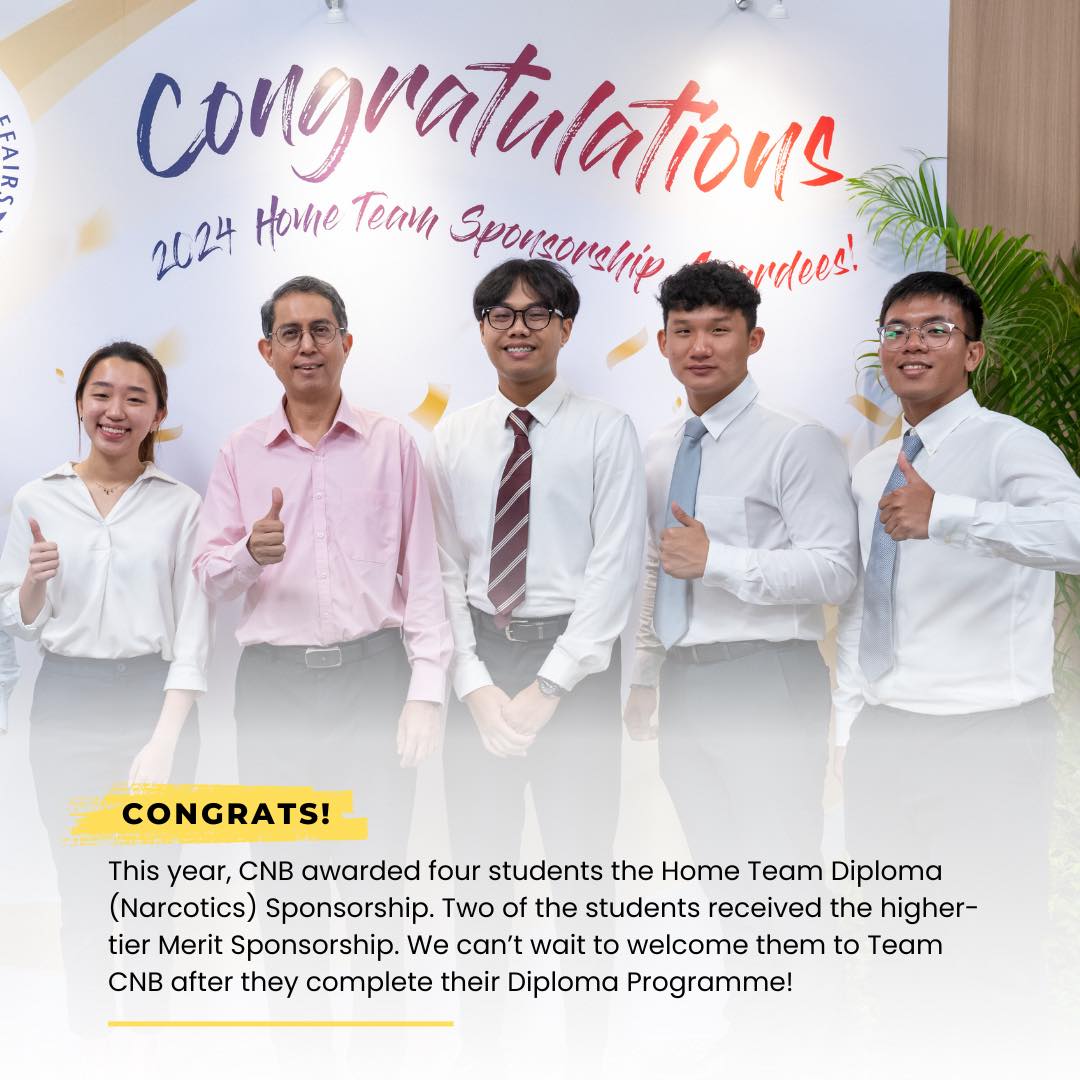 Congratulations
2024 Home Team Sponsorship Awardees!
CONGRATS!
This year, CNB awarded four students the Home Team Diploma
(Narcotics) Sponsorship. Two of the students received the higher-
tier Merit Sponsorship. We can’t wait to welcome them to Team
CNB after they complete their Diploma Programme!